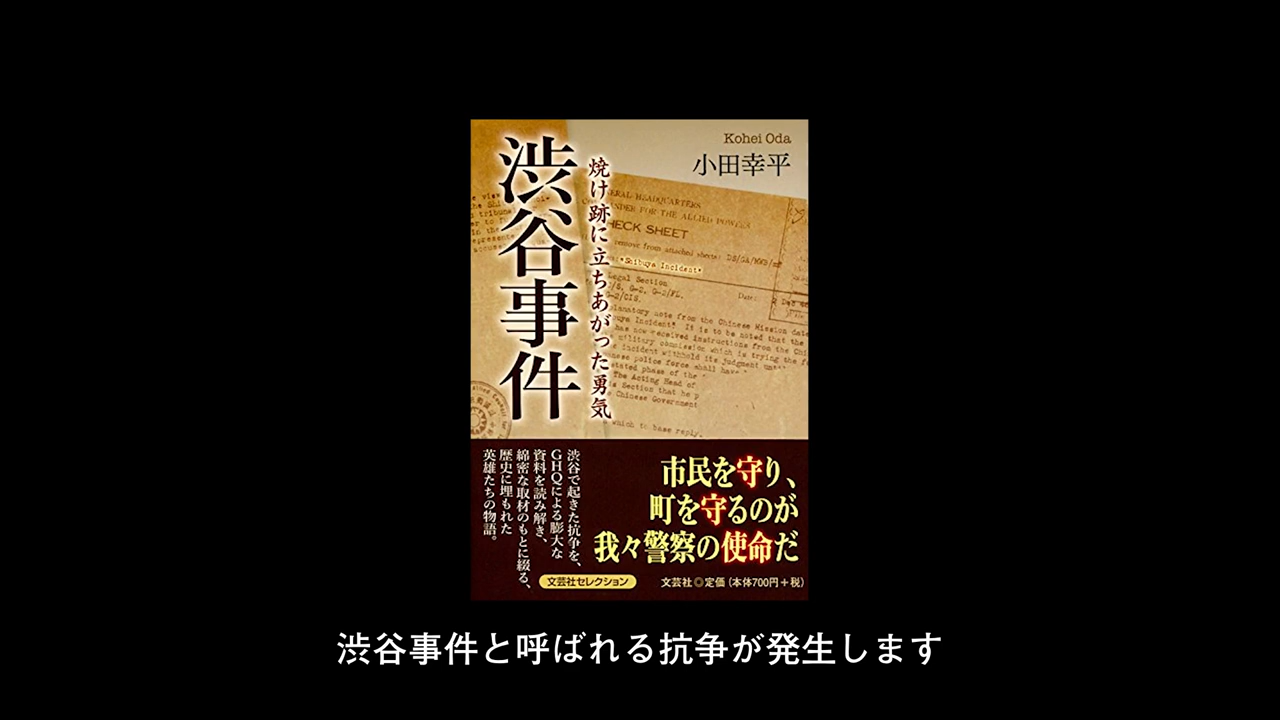 Kohei Oda
小田幸平
渋谷事件
焼け跡に立ちあがった勇気
CHECK SHEET
"Shibuya Incident"
市民を守り、
町を守るのが
我々警察の使命だ
渋谷で起きた抗争を、
GHQによる膨大な
資料を読み解き、
綿密な取材のもとに綴る、
歴史に埋もれた
英雄たちの物語。
文芸社セレクション
文芸社◎定価（本体700円＋税）
渋谷事件と呼ばれる抗争が発生します